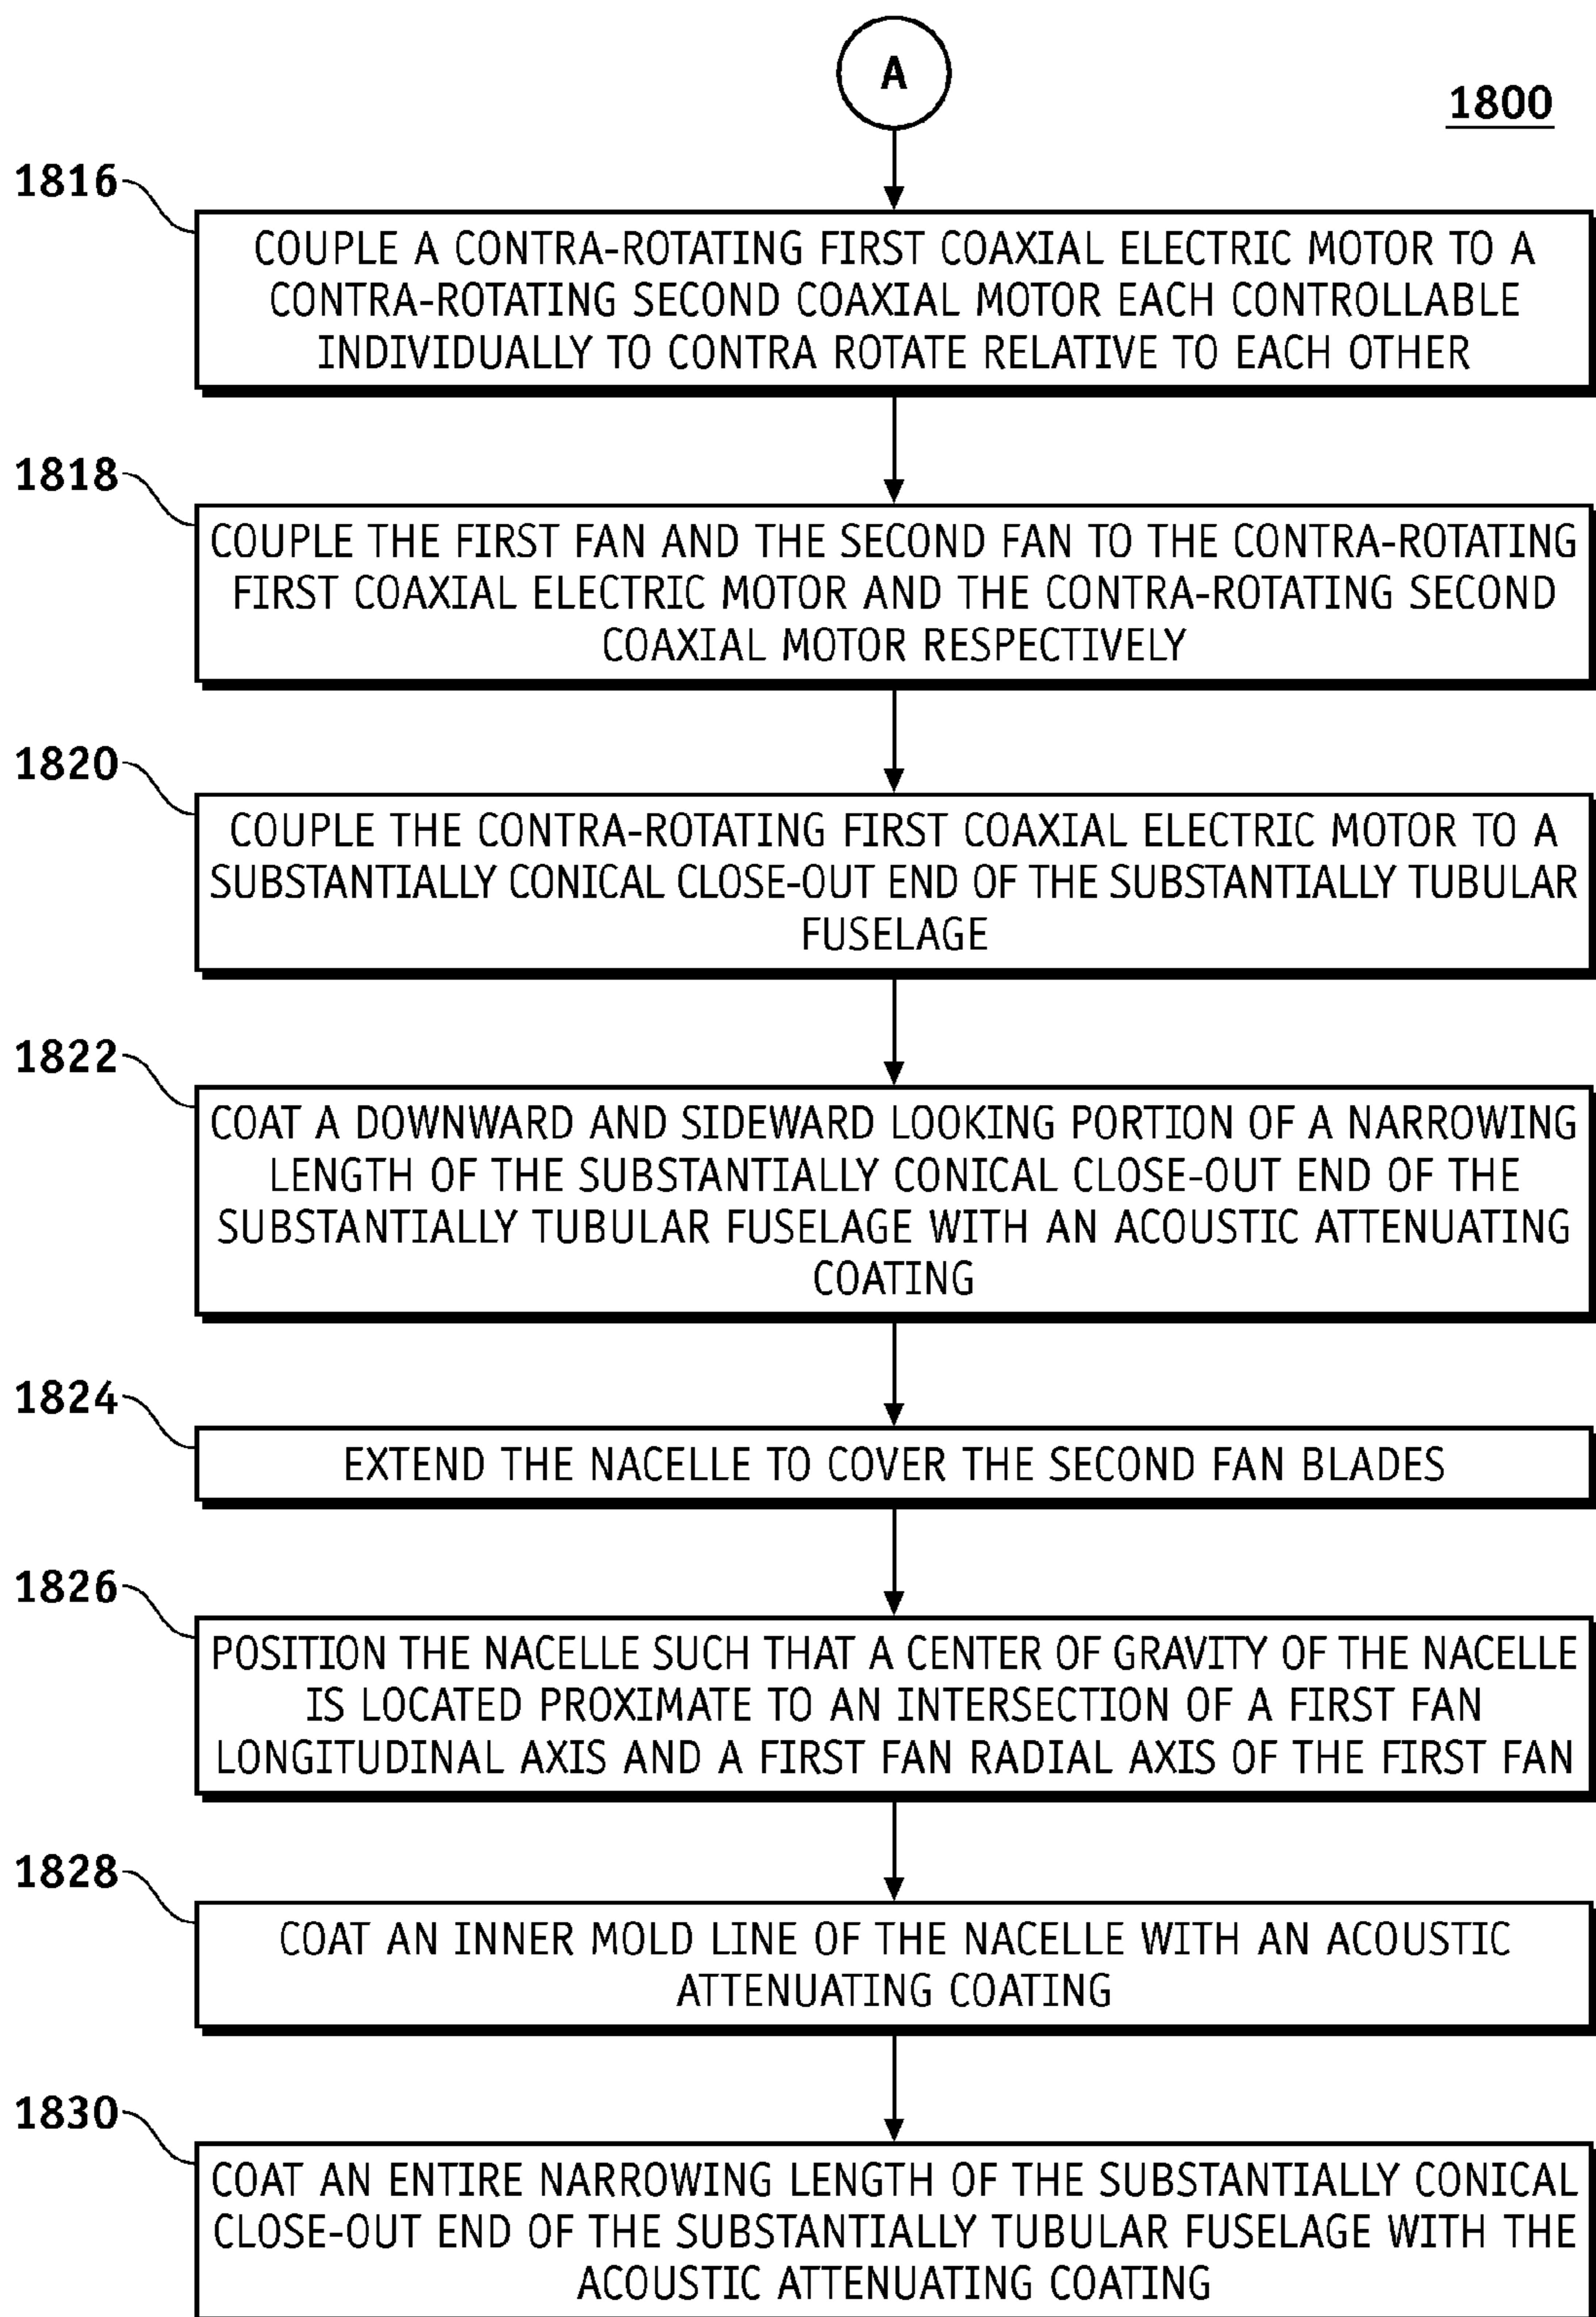 A
1800
1816
COUPLE A CONTRA-ROTATING FIRST COAXIAL ELECTRIC MOTOR TO A
CONTRA-ROTATING SECOND COAXIAL MOTOR EACH CONTROLLABLE
INDIVIDUALLY TO CONTRA ROTATE RELATIVE TO EACH OTHER
1818
COUPLE THE FIRST FAN AND THE SECOND FAN TO THE CONTRA-ROTATING
FIRST COAXIAL ELECTRIC MOTOR AND THE CONTRA-ROTATING SECOND
COAXIAL MOTOR RESPECTIVELY
1820
COUPLE THE CONTRA-ROTATING FIRST COAXIAL ELECTRIC MOTOR TO A
SUBSTANTIALLY CONICAL CLOSE-OUT END OF THE SUBSTANTIALLY TUBULAR
FUSELAGE
1822
COAT A DOWNWARD AND SIDEWARD LOOKING PORTION OF A NARROWING
LENGTH OF THE SUBSTANTIALLY CONICAL CLOSE-OUT END OF THE
SUBSTANTIALLY TUBULAR FUSELAGE WITH AN ACOUSTIC ATTENUATING
COATING
1824
EXTEND THE NACELLE TO COVER THE SECOND FAN BLADES
1826
POSITION THE NACELLE SUCH THAT A CENTER OF GRAVITY OF THE NACELLE
IS LOCATED PROXIMATE TO AN INTERSECTION OF A FIRST FAN
LONGITUDINAL AXIS AND A FIRST FAN RADIAL AXIS OF THE FIRST FAN
1828
COAT AN INNER MOLD LINE OF THE NACELLE WITH AN ACOUSTIC
ATTENUATING COATING
1830
COAT AN ENTIRE NARROWING LENGTH OF THE SUBSTANTIALLY CONICAL
CLOSE-OUT END OF THE SUBSTANTIALLY TUBULAR FUSELAGE WITH THE
ACOUSTIC ATTENUATING COATING